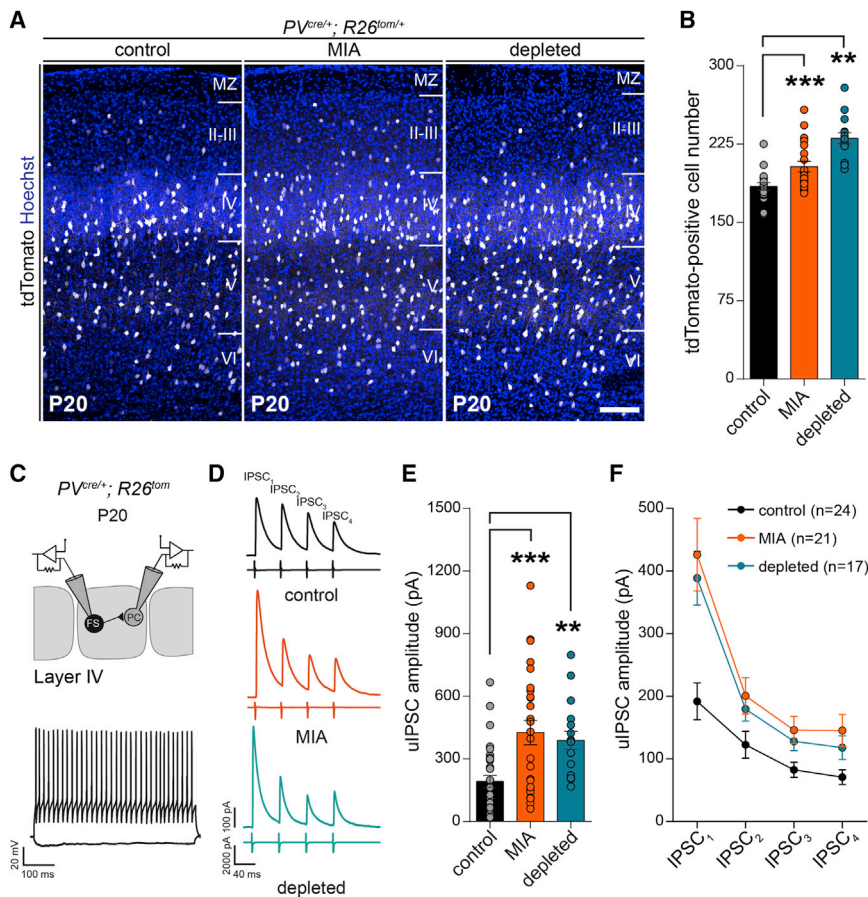 A
PVcre/+; R26tom/+
control
MIA
depleted
tdTomato Hoechst
MZ
II-III
IV
V
VI
P20
MZ
II-III
IV
V
VI
P20
MZ
II-III
IV
V
VI
P20
B
**
***
tdTomato-positive cell number
300
225
150
75
0
control
MIA
depleted
C
PVcre/+; R26tom
P20
FS
PC
Layer IV
20 mV
100 ms
D
IPSC1
IPSC2
IPSC3
IPSC4
control
MIA
100 pA
2000 pA
40 ms
depleted
E
***
**
uIPSC amplitude (pA)
1500
1200
900
600
300
0
control
MIA
depleted
F
control (n=24)
MIA (n=21)
depleted (n=17)
uIPSC amplitude (pA)
500
400
300
200
100
0
IPSC1
IPSC2
IPSC3
IPSC4